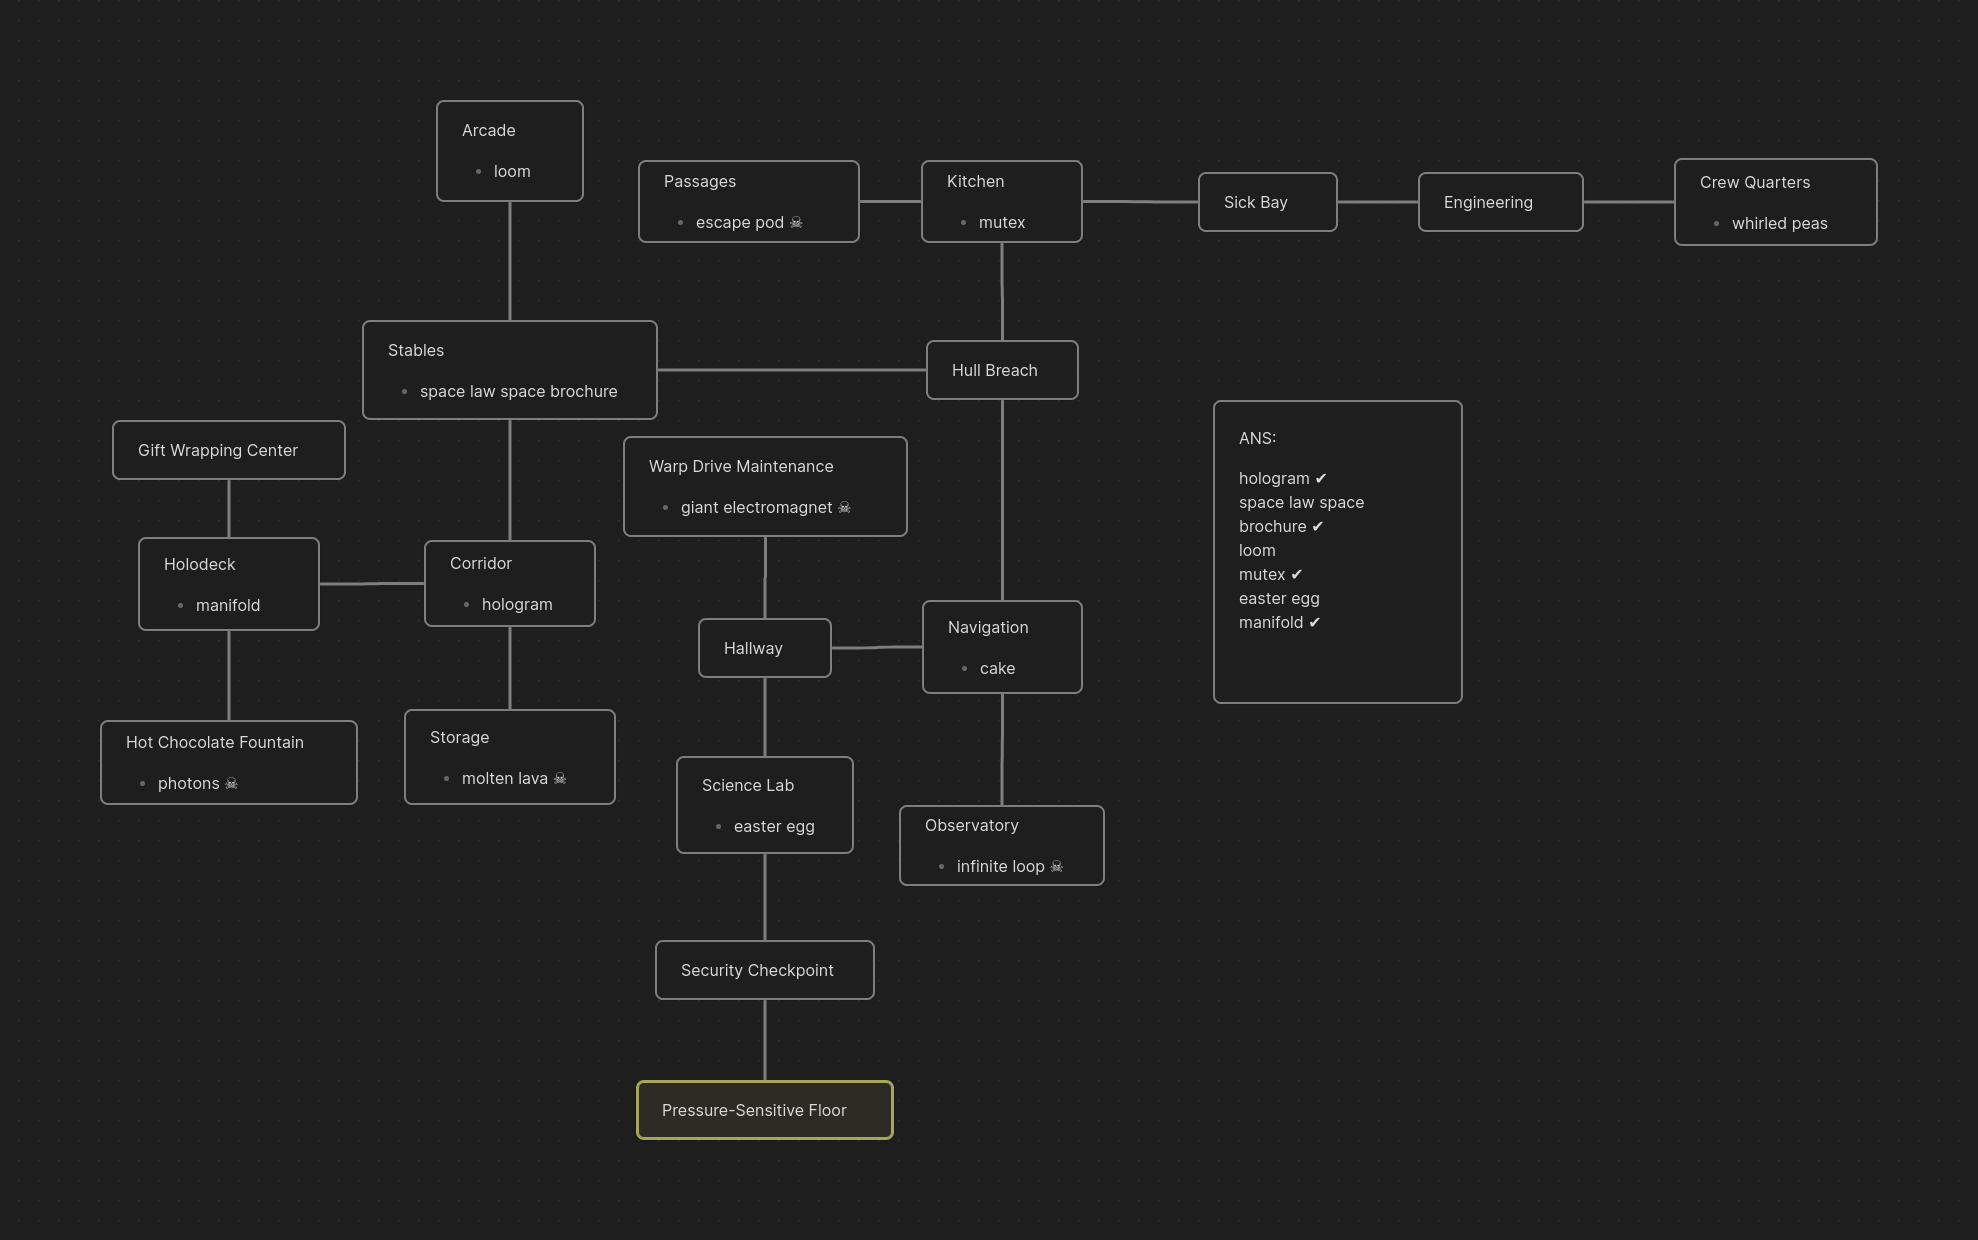 Arcade
• loom
Passages
• escape pod ☠
Kitchen
• mutex
Sick Bay
Engineering
Crew Quarters
• whirled peas
Stables
• space law space brochure
Hull Breach
Gift Wrapping Center
Warp Drive Maintenance
• giant electromagnet ☠
ANS:
hologram ✔
space law space
brochure ✔
loom
mutex ✔
easter egg
manifold ✔
Holodeck
• manifold
Corridor
• hologram
Hallway
Navigation
• cake
Hot Chocolate Fountain
• photons ☠
Storage
• molten lava ☠
Science Lab
• easter egg
Observatory
• infinite loop ☠
Security Checkpoint
Pressure-Sensitive Floor